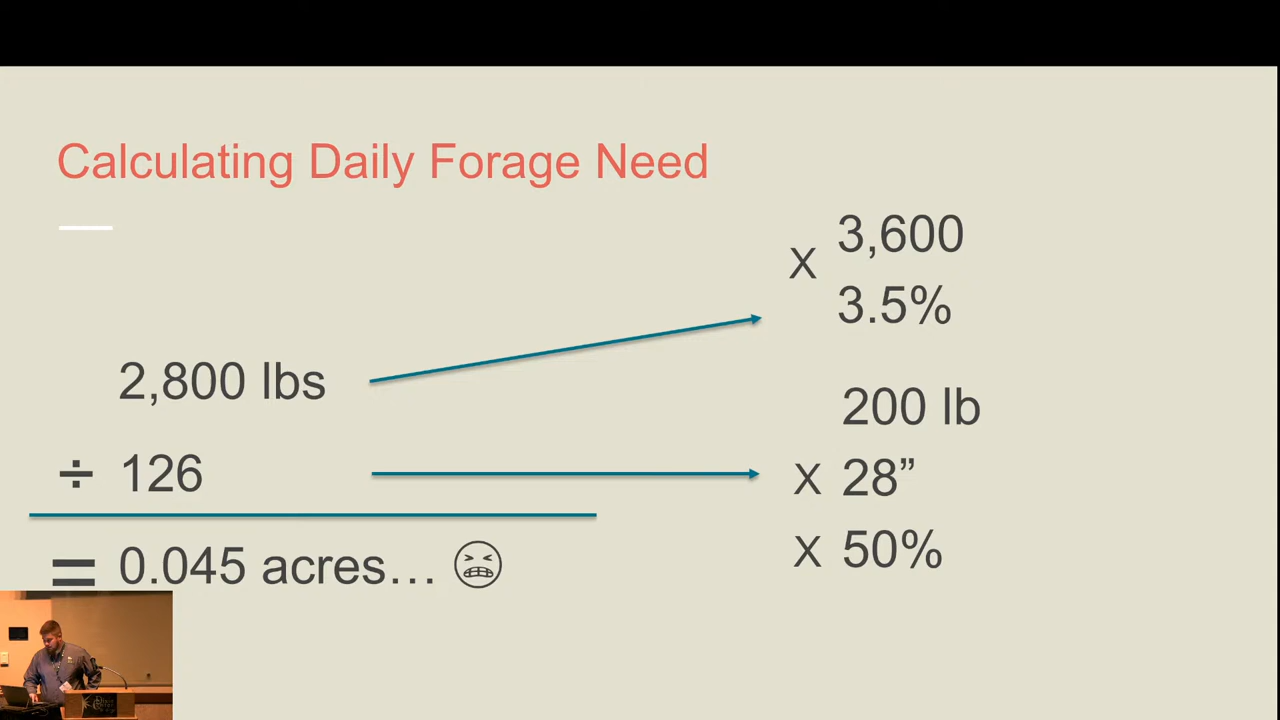 Calculating Daily Forage Need
2,800 lbs
÷ 126
= 0.045 acres…
3,600
X
3.5%
200 lb
X 28”
X 50%